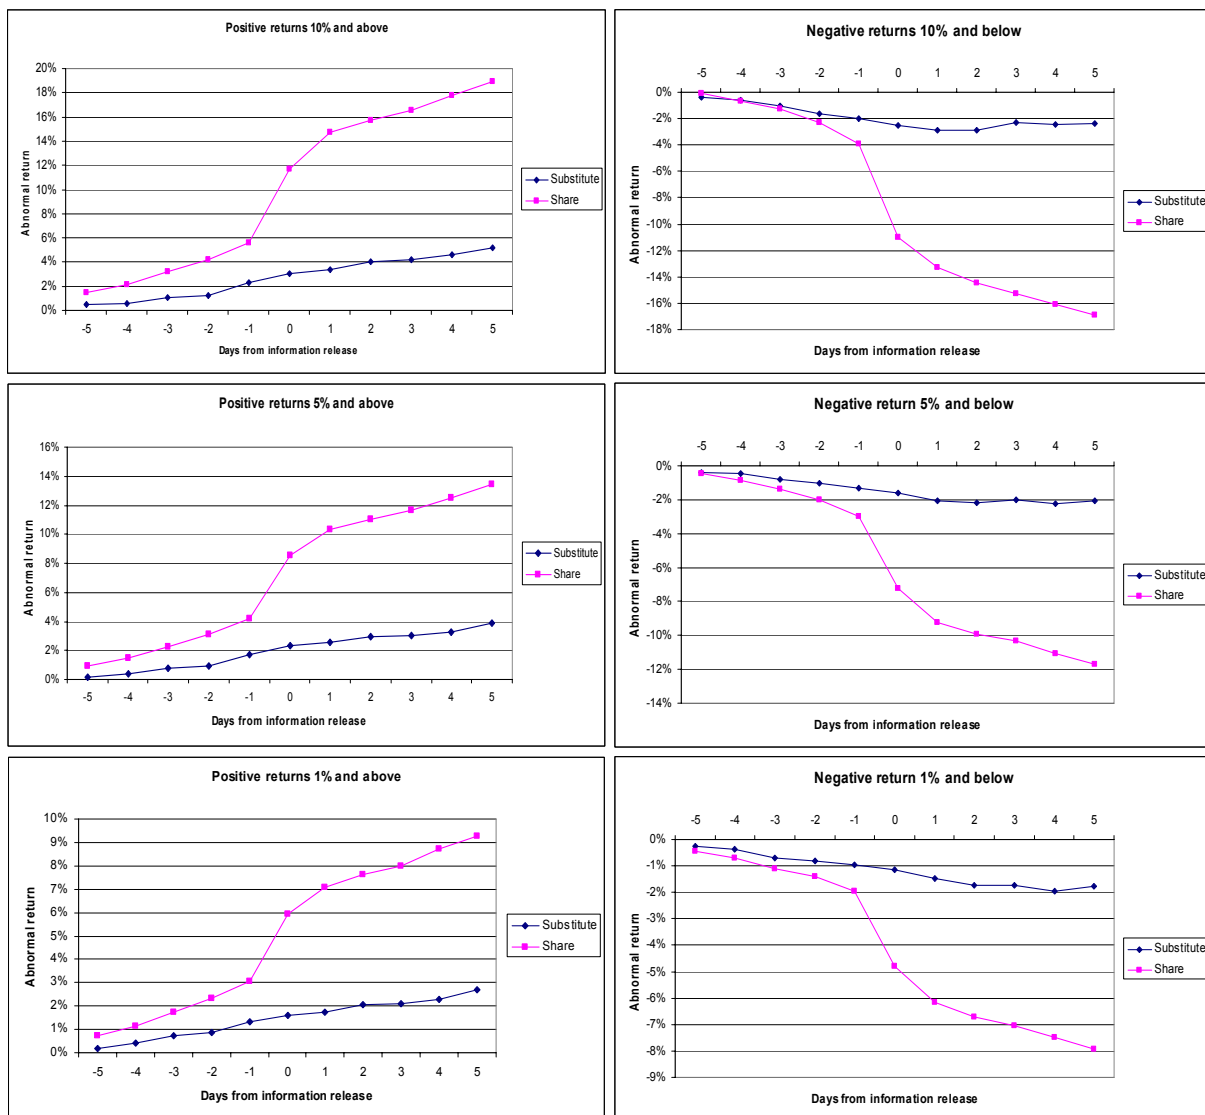 Positive returns 10% and above
20%
18%
16%
14%
12%
10%
8%
6%
4%
2%
0%
Abnormal return
-5 -4 -3 -2 -1 0 1 2 3 4 5
Days from information release
Substitute
Share
Negative returns 10% and below
-5 -4 -3 -2 -1 0 1 2 3 4 5
0%
-2%
-4%
-6%
-8%
-10%
-12%
-14%
-16%
-18%
Abnormal return
Days from information release
Substitute
Share
Positive returns 5% and above
16%
14%
12%
10%
8%
6%
4%
2%
0%
Abnormal return
-5 -4 -3 -2 -1 0 1 2 3 4 5
Days from information release
Substitute
Share
Negative return 5% and below
-5 -4 -3 -2 -1 0 1 2 3 4 5
0%
-2%
-4%
-6%
-8%
-10%
-12%
-14%
Abnormal return
Days from information release
Substitute
Share
Positive returns 1% and above
10%
9%
8%
7%
6%
5%
4%
3%
2%
1%
0%
Abnormal return
-5 -4 -3 -2 -1 0 1 2 3 4 5
Days from information release
Substitute
Share
Negative return 1% and below
-5 -4 -3 -2 -1 0 1 2 3 4 5
0%
-1%
-2%
-3%
-4%
-5%
-6%
-7%
-8%
-9%
Abnormal return
Days from information release
Substitute
Share